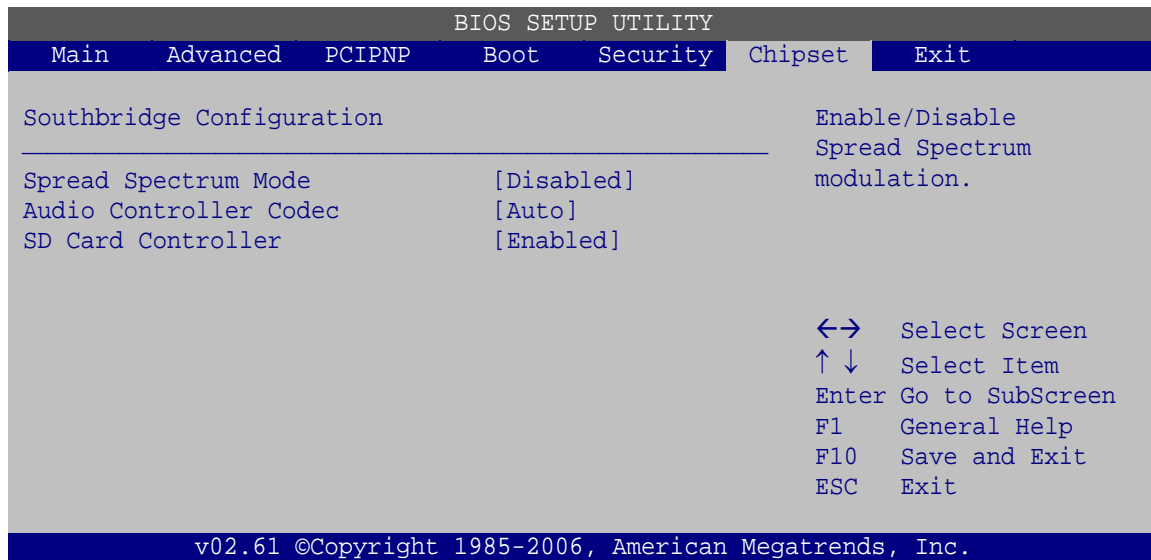 BIOS SETUP UTILITY
Main Advanced PCIPNP Boot Security Chipset Exit
Southbridge Configuration
Spread Spectrum Mode [Disabled]
Audio Controller Codec [Auto]
SD Card Controller [Enabled]
Enable/Disable
Spread Spectrum
modulation.
←→ Select Screen
↑↓ Select Item
Enter Go to SubScreen
F1 General Help
F10 Save and Exit
ESC Exit
v02.61 ©Copyright 1985-2006, American Megatrends, Inc.